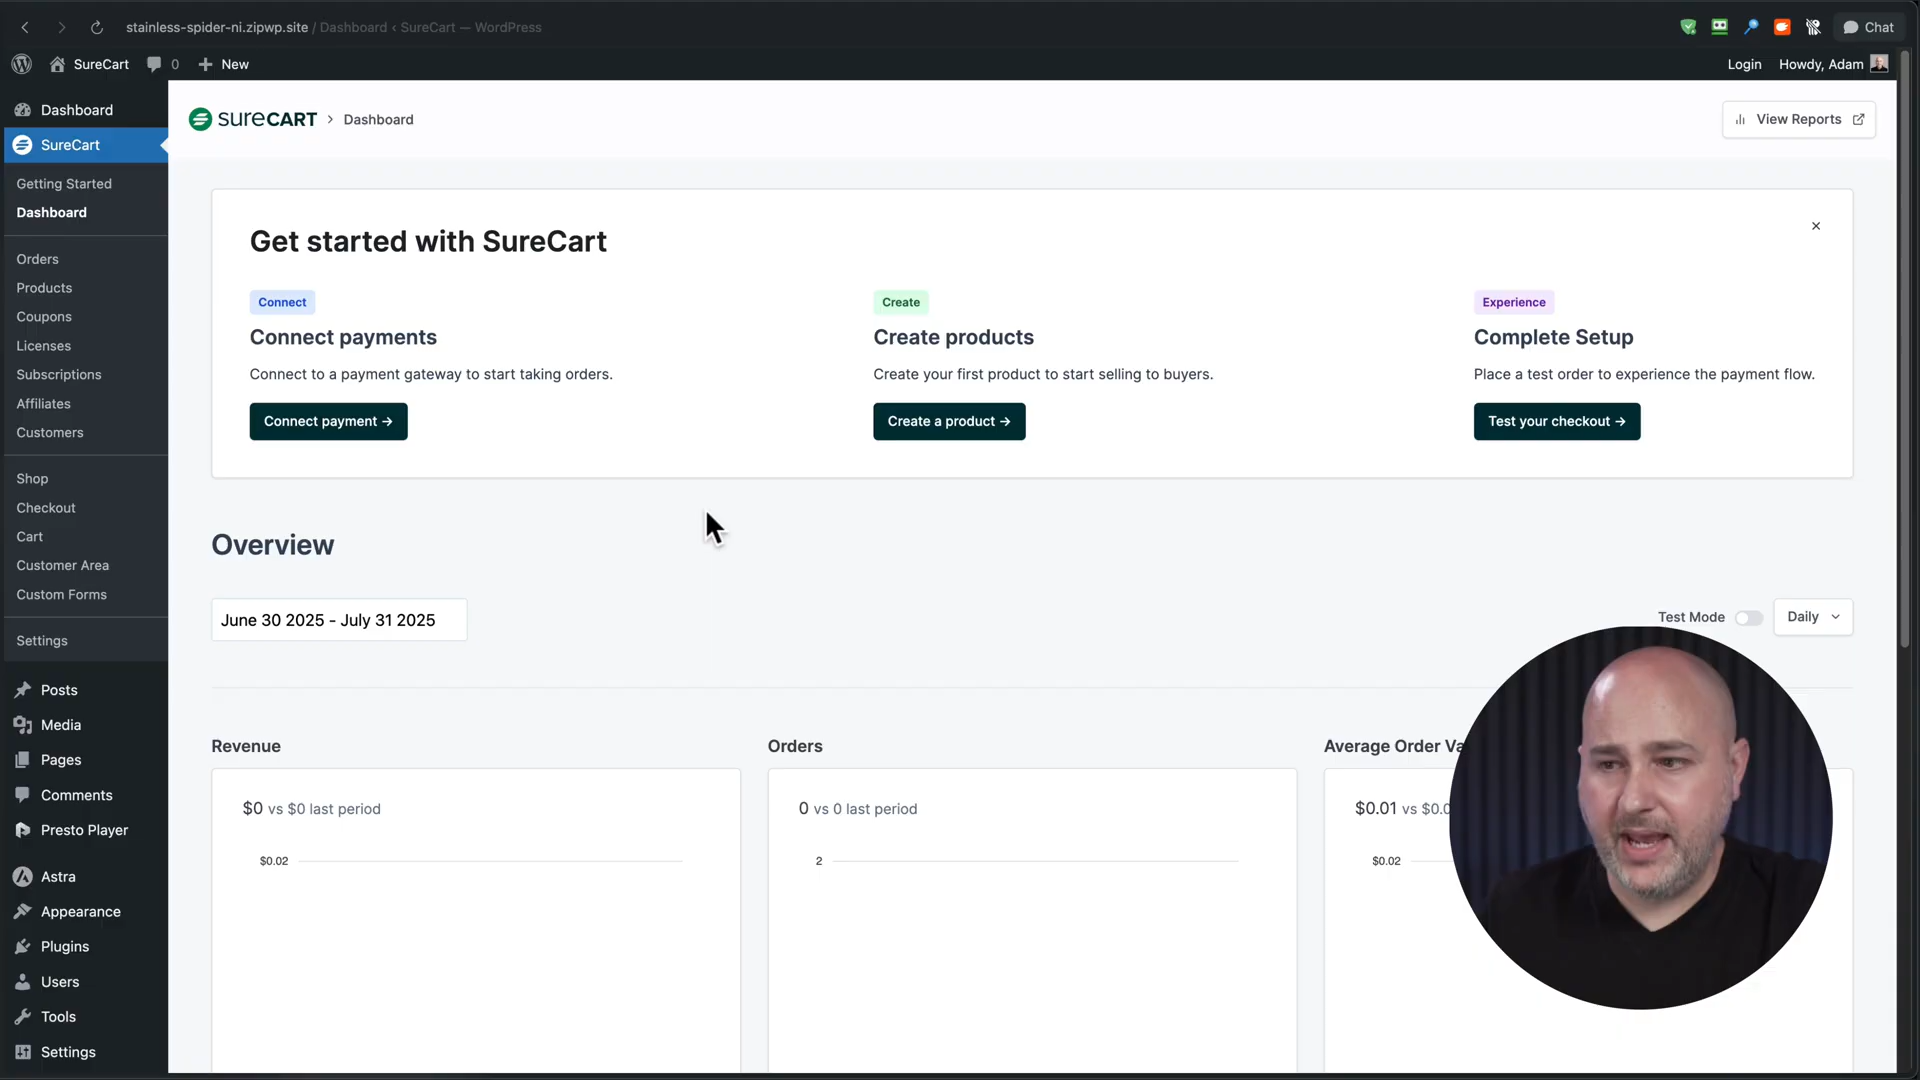 stainless-spider-ni.zipwp.site / Dashboard ‹ SureCart — WordPress
Chat
SureCart
0
New
Login
Howdy, Adam
Dashboard
SureCart
Getting Started
Dashboard
Orders
Products
Coupons
Licenses
Subscriptions
Affiliates
Customers
Shop
Checkout
Cart
Customer Area
Custom Forms
Settings
Posts
Media
Pages
Comments
Presto Player
Astra
Appearance
Plugins
Users
Tools
Settings
SURECART
Dashboard
View Reports
Get started with SureCart
Connect
Connect payments
Connect to a payment gateway to start taking orders.
Connect payment →
Create
Create products
Create your first product to start selling to buyers.
Create a product →
Experience
Complete Setup
Place a test order to experience the payment flow.
Test your checkout →
Overview
June 30 2025 - July 31 2025
Test Mode
Daily
Revenue
$0 vs $0 last period
$0.02
Orders
0 vs 0 last period
2
Average Order Va
$0.01 vs $0.0
$0.02